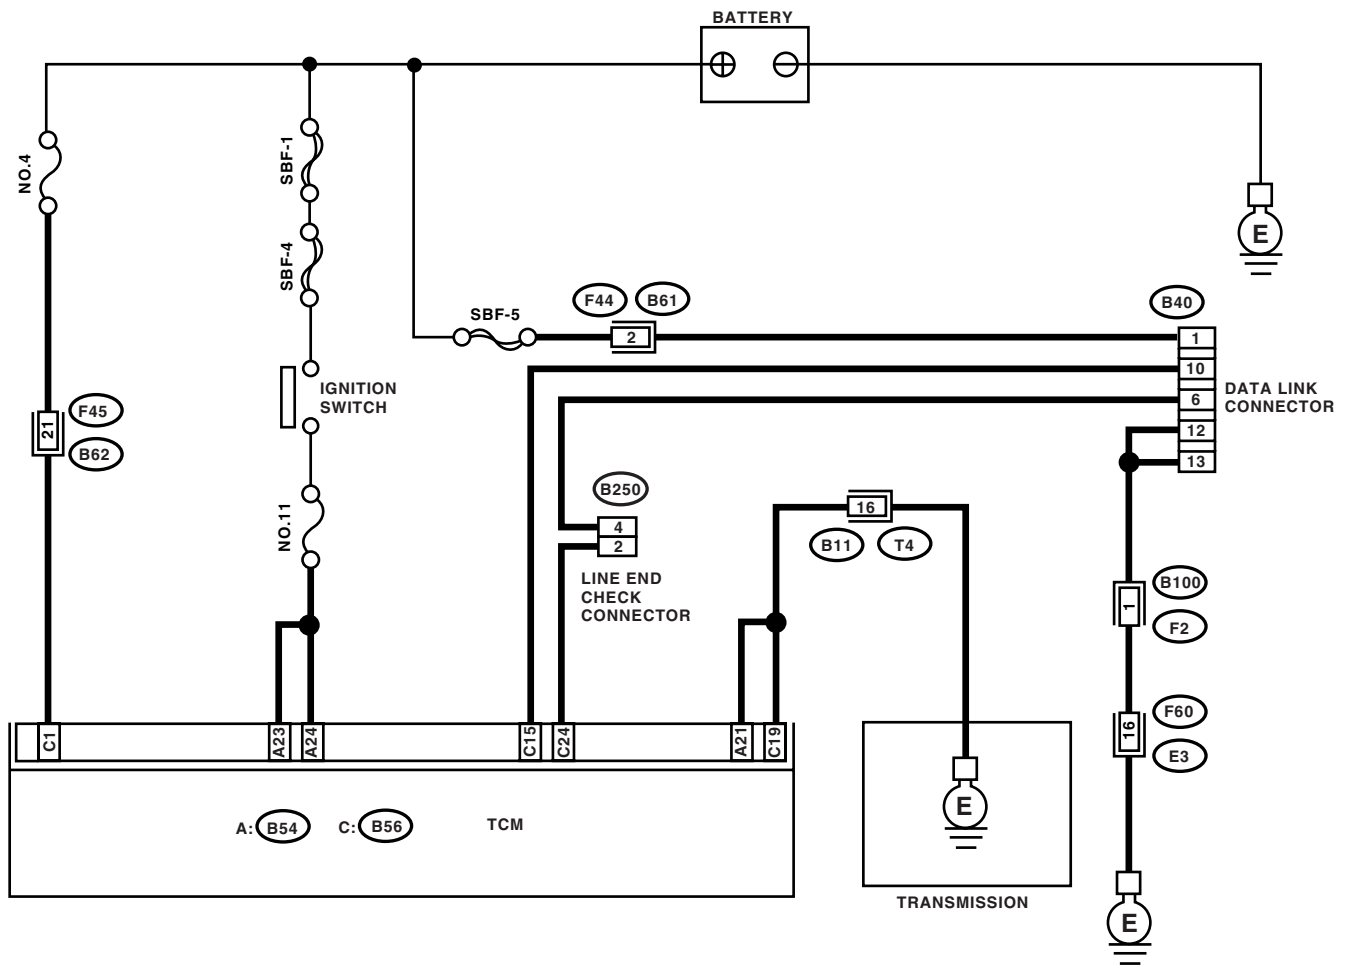 BATTERY
NO.4
SBF-1
SBF-4
SBF-5
F44
B61
2
B40
1
10
6
12
13
DATA LINK
CONNECTOR
IGNITION
SWITCH
F45
21
B62
NO.11
B250
4
2
LINE END
CHECK
CONNECTOR
16
B11
T4
B100
1
F2
F60
16
E3
E
C1
A23
A24
C15
C24
A21
C19
A:
B54
C:
B56
TCM
E
TRANSMISSION
E